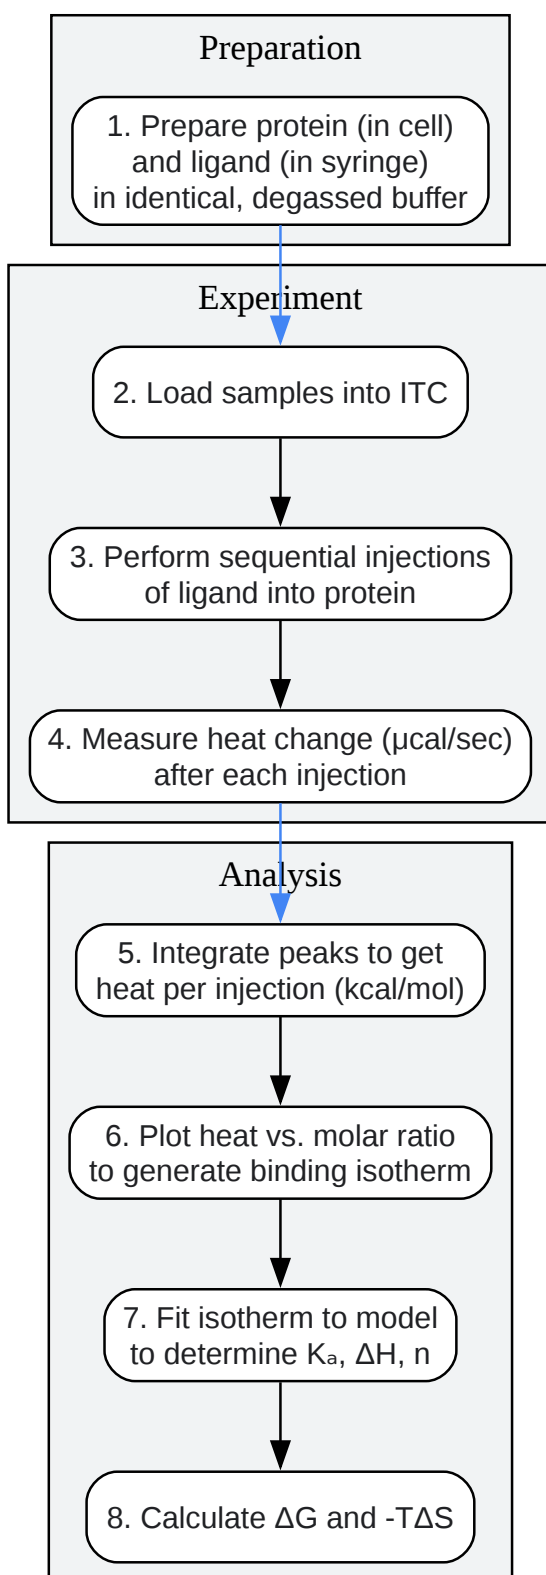 Preparation
1. Prepare protein (in cell)
and ligand (in syringe)
in identical, degassed buffer
Experiment
2. Load samples into ITC
3. Perform sequential injections
of ligand into protein
4. Measure heat change (μcal/sec)
after each injection
Analysis
5. Integrate peaks to get
heat per injection (kcal/mol)
6. Plot heat vs. molar ratio
to generate binding isotherm
7. Fit isotherm to model
to determine Kₐ, ΔH, n
8. Calculate ΔG and -TΔS